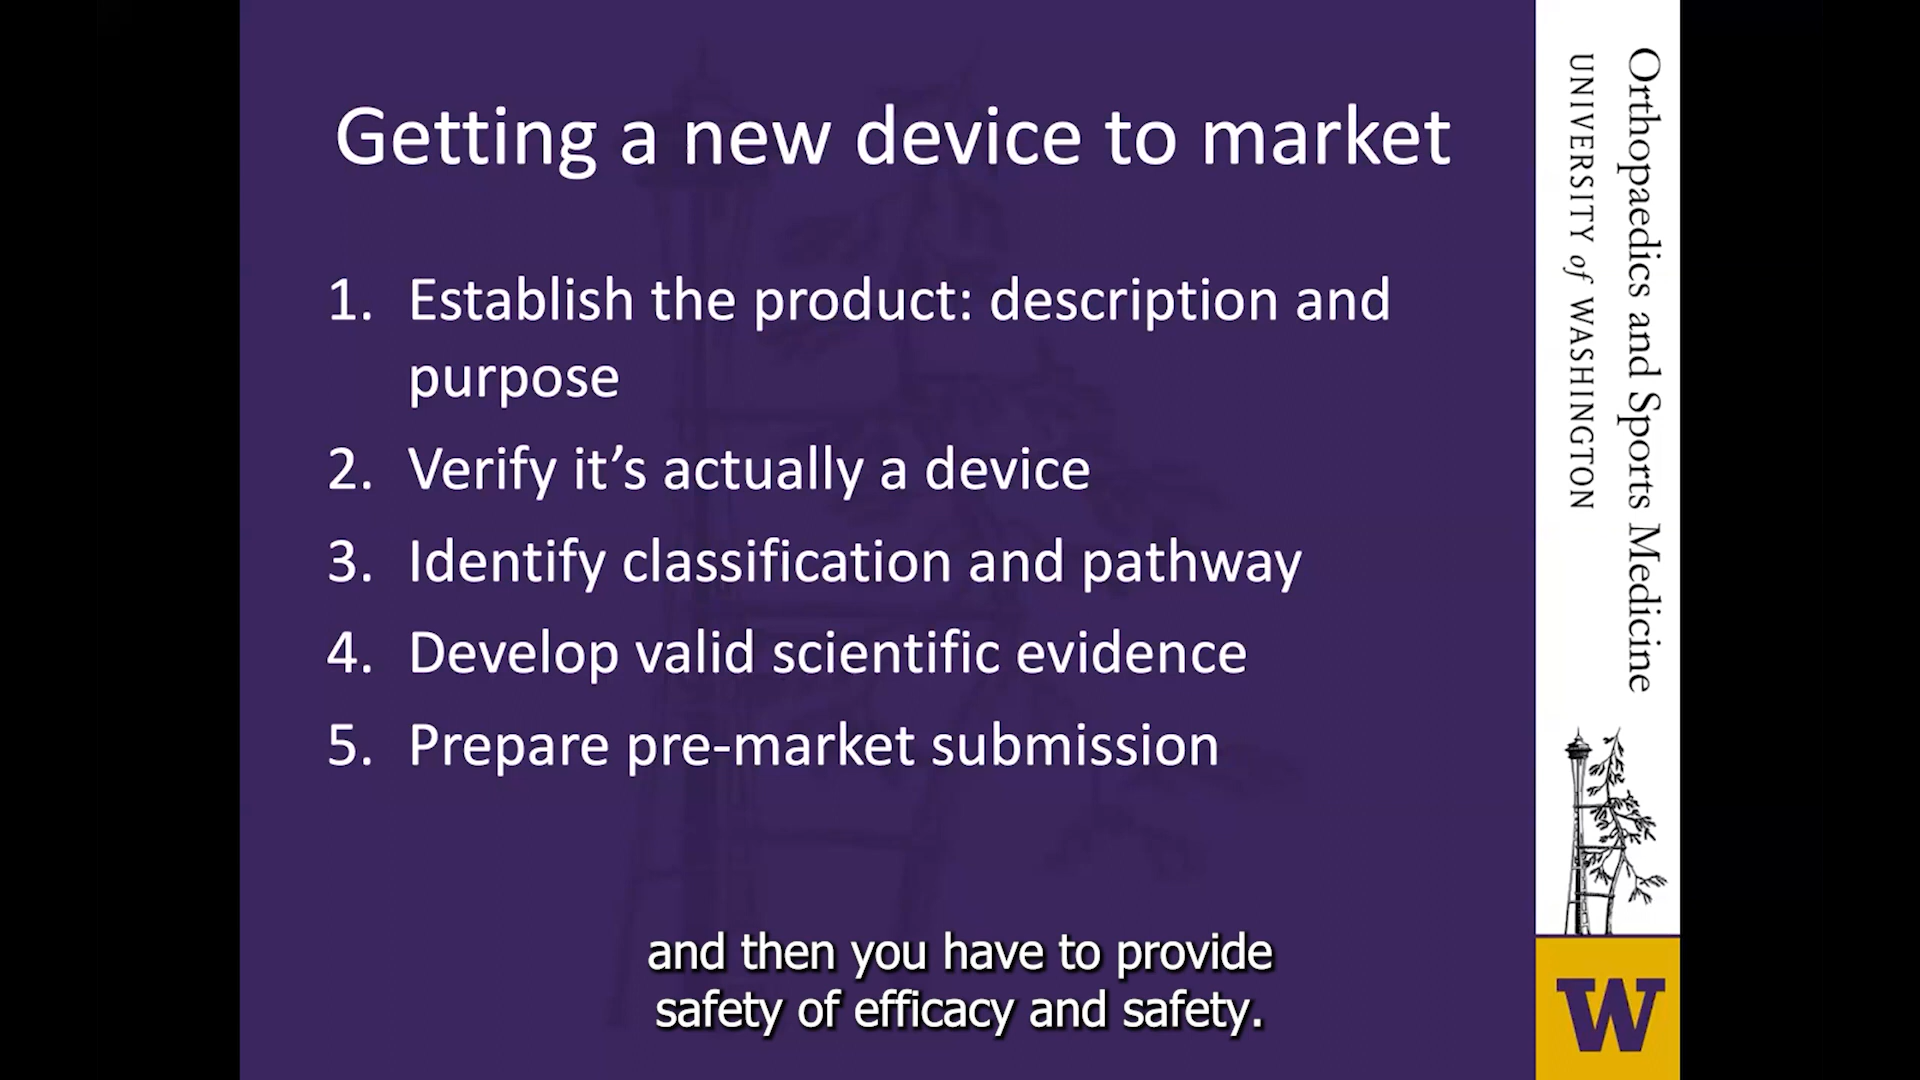 Getting a new device to market
1. Establish the product: description and
purpose
2. Verify it’s actually a device
3. Identify classification and pathway
4. Develop valid scientific evidence
5. Prepare pre-market submission
and then you have to provide
safety of efficacy and safety.
Orthopaedics and Sports Medicine
UNIVERSITY of WASHINGTON
W